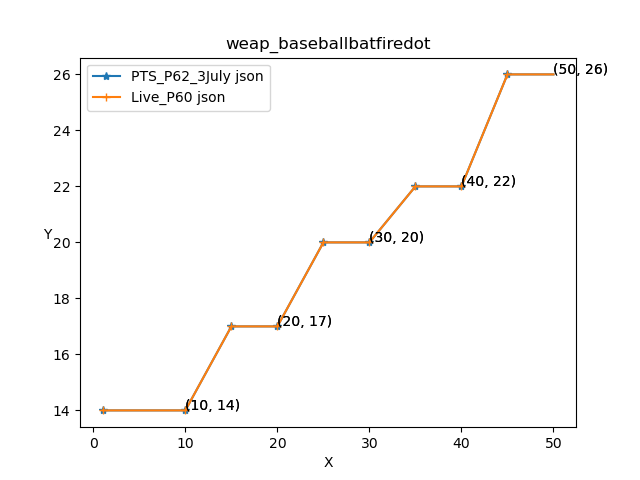 weap_baseballbatfiredot
PTS_P62_3July json
Live_P60 json
(50, 26)
(40, 22)
(30, 20)
(20, 17)
(10, 14)
26
24
22
Y
20
18
16
14
0 10 20 30 40 50
X